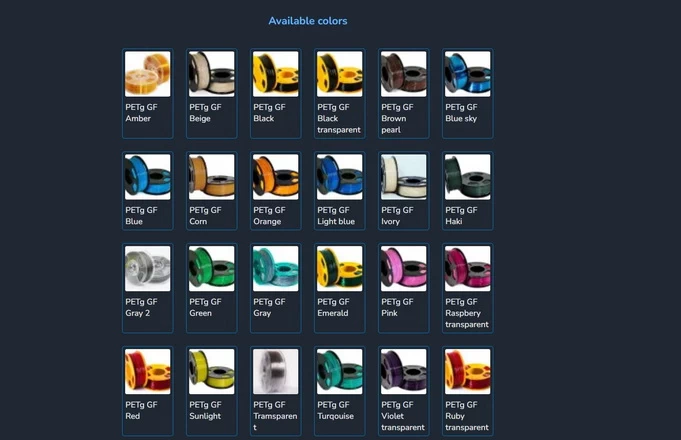 Available colors
PETg GF
Amber
PETg GF
Beige
PETg GF
Black
PETg GF
Black
transparent
PETg GF
Brown
pearl
PETg GF
Blue sky
PETg GF
Blue
PETg GF
Corn
PETg GF
Orange
PETg GF
Light blue
PETg GF
Ivory
PETg GF
Haki
PETg GF
Gray 2
PETg GF
Green
PETg GF
Gray
PETg GF
Emerald
PETg GF
Pink
PETg GF
Raspbery
transparent
PETg GF
Red
PETg GF
Sunlight
PETg GF
Tramsparen
t
PETg GF
Turqouise
PETg GF
Violet
transparent
PETg GF
Ruby
transparent